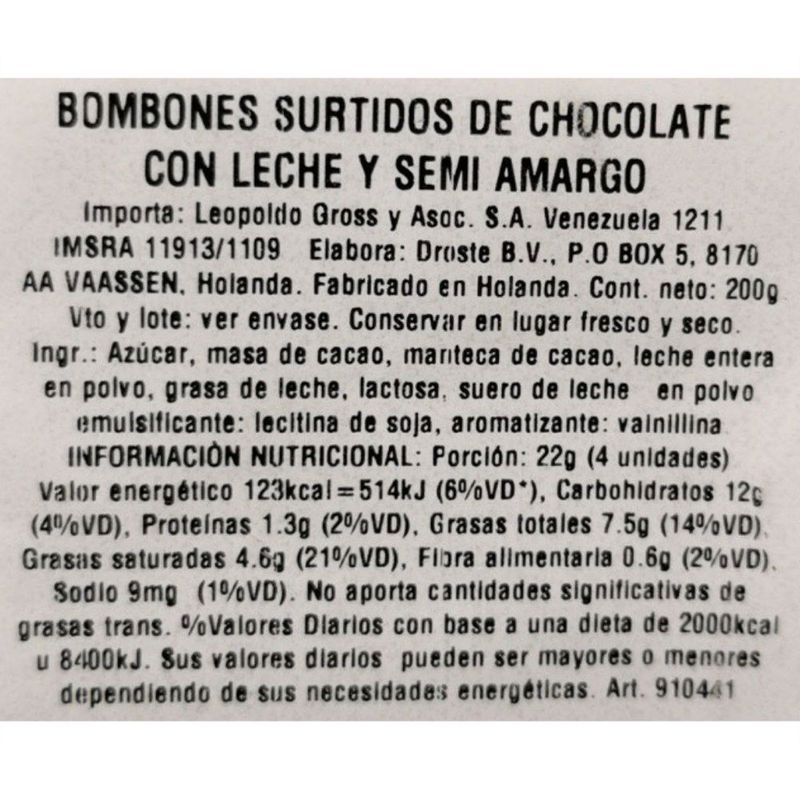 BOMBONES SURTIDOS DE CHOCOLATE
CON LECHE Y SEMI AMARGO
Importa: Leopoldo Gross y Asoc. S.A. Venezuela 1211
IMSRA 11913/1109 Elabora: Droste B.V., P.O BOX 5, 8170
AA VAASSEN, Holanda. Fabricado en Holanda. Cont. neto: 200g
Vto y lote: ver envase. Conservar en lugar fresco y seco.
Ingr.: Azúcar, masa de cacao, manteca de cacao, leche entera
en polvo, grasa de leche, lactosa, suero de leche en polvo
emulsificante: lecitina de soja, aromatizante: vainillina
INFORMACIÓN NUTRICIONAL: Porción: 22g (4 unidades)
Valor energético 123kcal=514kJ (6%VD*), Carbohidratos 12g
(4%VD), Proteínas 1.3g (2%VD), Grasas totales 7.5g (14%VD),
Grasas saturadas 4.6g (21%VD), Fibra alimentaria 0.6g (2%VD),
Sodio 9mg (1%VD). No aporta cantidades significativas de
grasas trans. %Valores Diarios con base a una dieta de 2000kcal
u 8400kJ. Sus valores diarios pueden ser mayores o menores
dependiendo de sus necesidades energéticas. Art. 910441